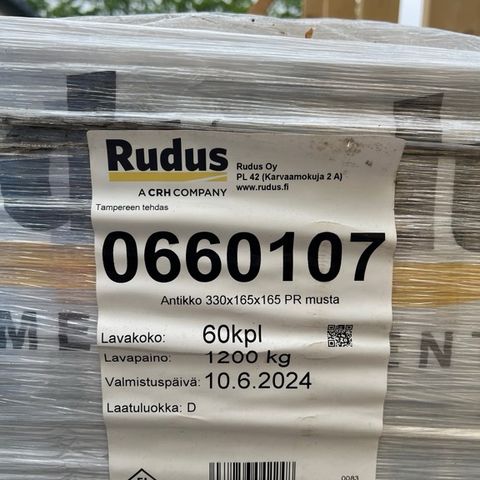 Rudus
A CRH COMPANY
Rudus Oy
PL 42 (Karvaamokuja 2 A)
www.rudus.fi
Tampereen tehdas
0660107
Antikko 330x165x165 PR musta
Lavakoko: 60kpl
Lavapaino: 1200 kg
Valmistuspäivä: 10.6.2024
Laatuluokka: D
0083